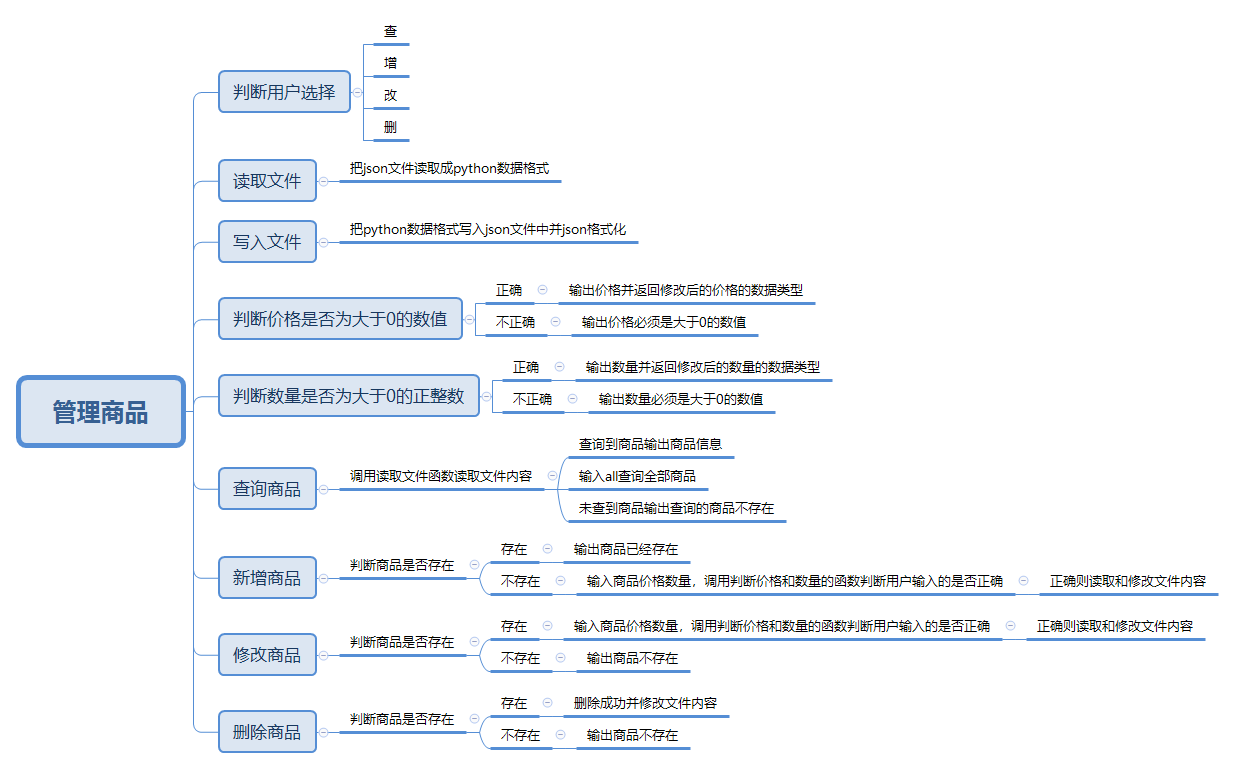 管理商品
判断用户选择
查
增
改
删
读取文件
把json文件读取成python数据格式
写入文件
把python数据格式写入json文件中并json格式化
判断价格是否为大于0的数值
正确
输出价格并返回修改后的价格的数据类型
不正确
输出价格必须是大于0的数值
判断数量是否为大于0的正整数
正确
输出数量并返回修改后的数量的数据类型
不正确
输出数量必须是大于0的数值
查询商品
调用读取文件函数读取文件内容
查询到商品输出商品信息
输入all查询全部商品
未查到商品输出查询的商品不存在
新增商品
判断商品是否存在
存在
输出商品已经存在
不存在
输入商品价格数量，调用判断价格和数量的函数判断用户输入的是否正确
正确则读取和修改文件内容
修改商品
判断商品是否存在
存在
输入商品价格数量，调用判断价格和数量的函数判断用户输入的是否正确
正确则读取和修改文件内容
不存在
输出商品不存在
删除商品
判断商品是否存在
存在
删除成功并修改文件内容
不存在
输出商品不存在